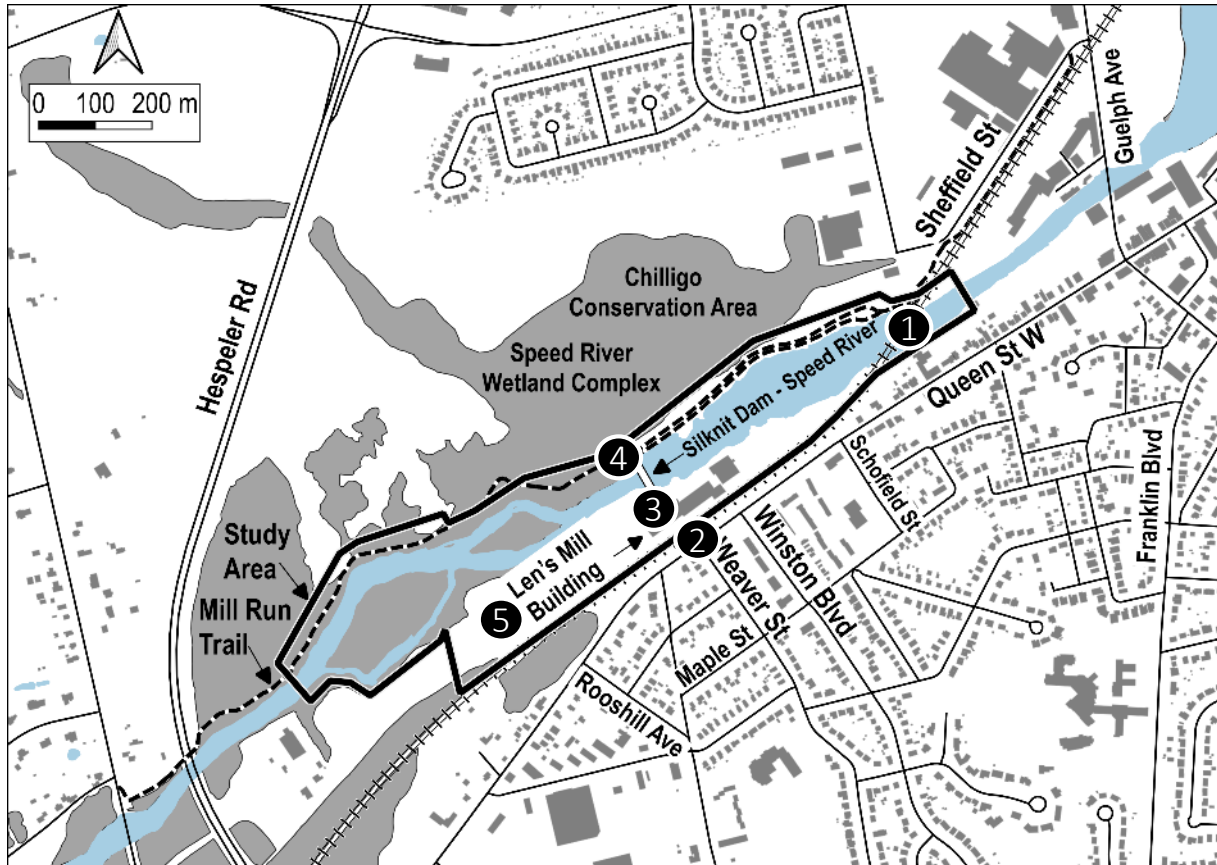 0 100 200 m
Hespeler Rd
Sheffield St
Guelph Ave
Chilligo
Conservation Area
Speed River
Wetland Complex
1
Silknit Dam - Speed River
Queen St W
4
3
2
5
Len's Mill
Building
Study
Area
Mill Run
Trail
Schofield St
Winston Blvd
Weaver St
Maple St
Rooshill Ave
Franklin Blvd